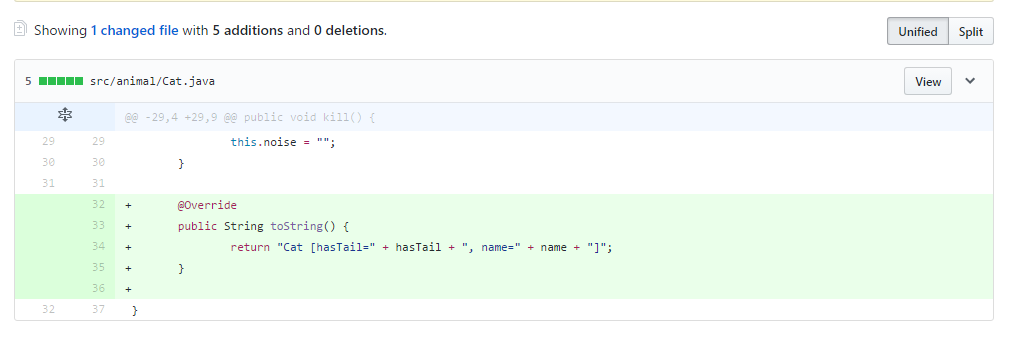 Showing 1 changed file with 5 additions and 0 deletions.
Unified Split
5 src/animal/Cat.java
View
@@ -29,4 +29,9 @@ public void kill() {
29 29 this.noise = "";
30 30 }
31 31
32 + @Override
33 + public String toString() {
34 + return "Cat [hasTail=" + hasTail + ", name=" + name + "]";
35 + }
36 +
32 37 }